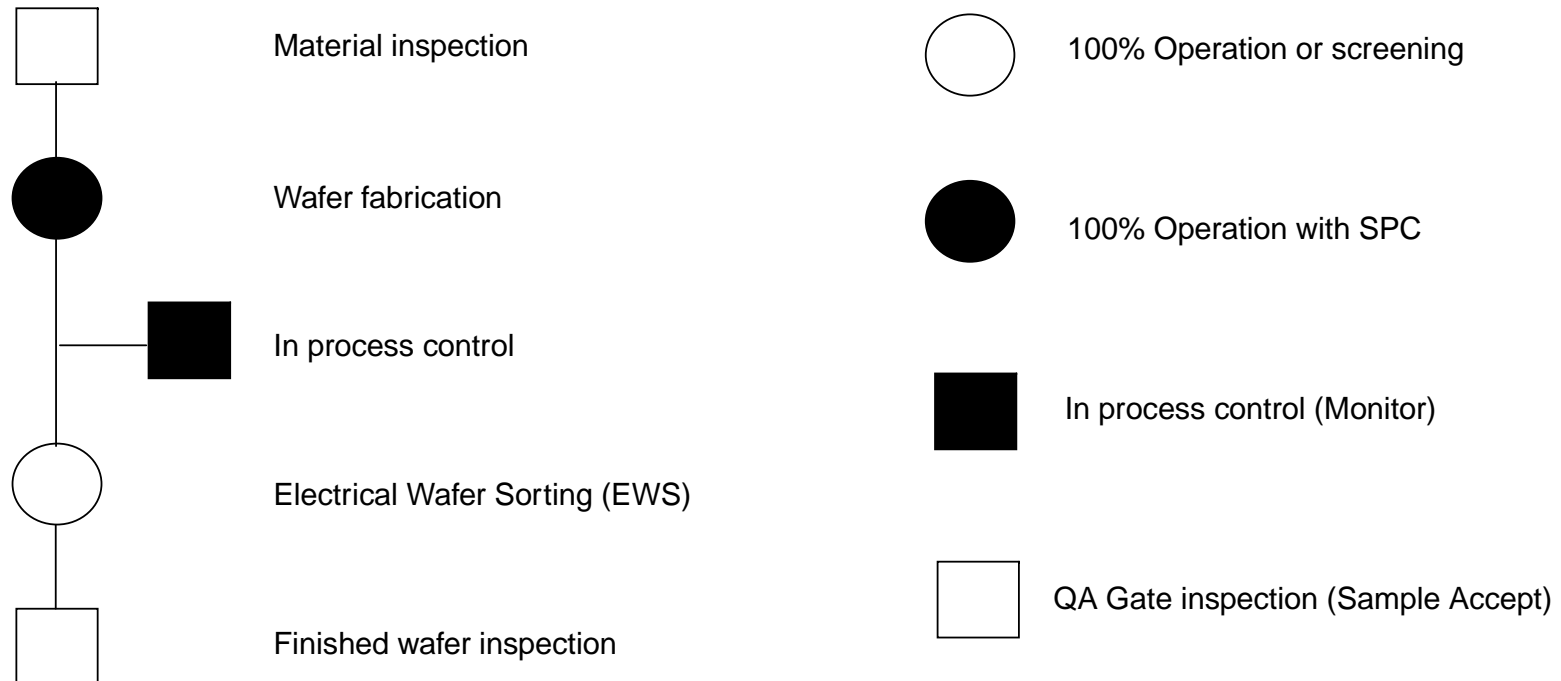 Material inspection
Wafer fabrication
In process control
Electrical Wafer Sorting (EWS)
Finished wafer inspection
100% Operation or screening
100% Operation with SPC
In process control (Monitor)
QA Gate inspection (Sample Accept)